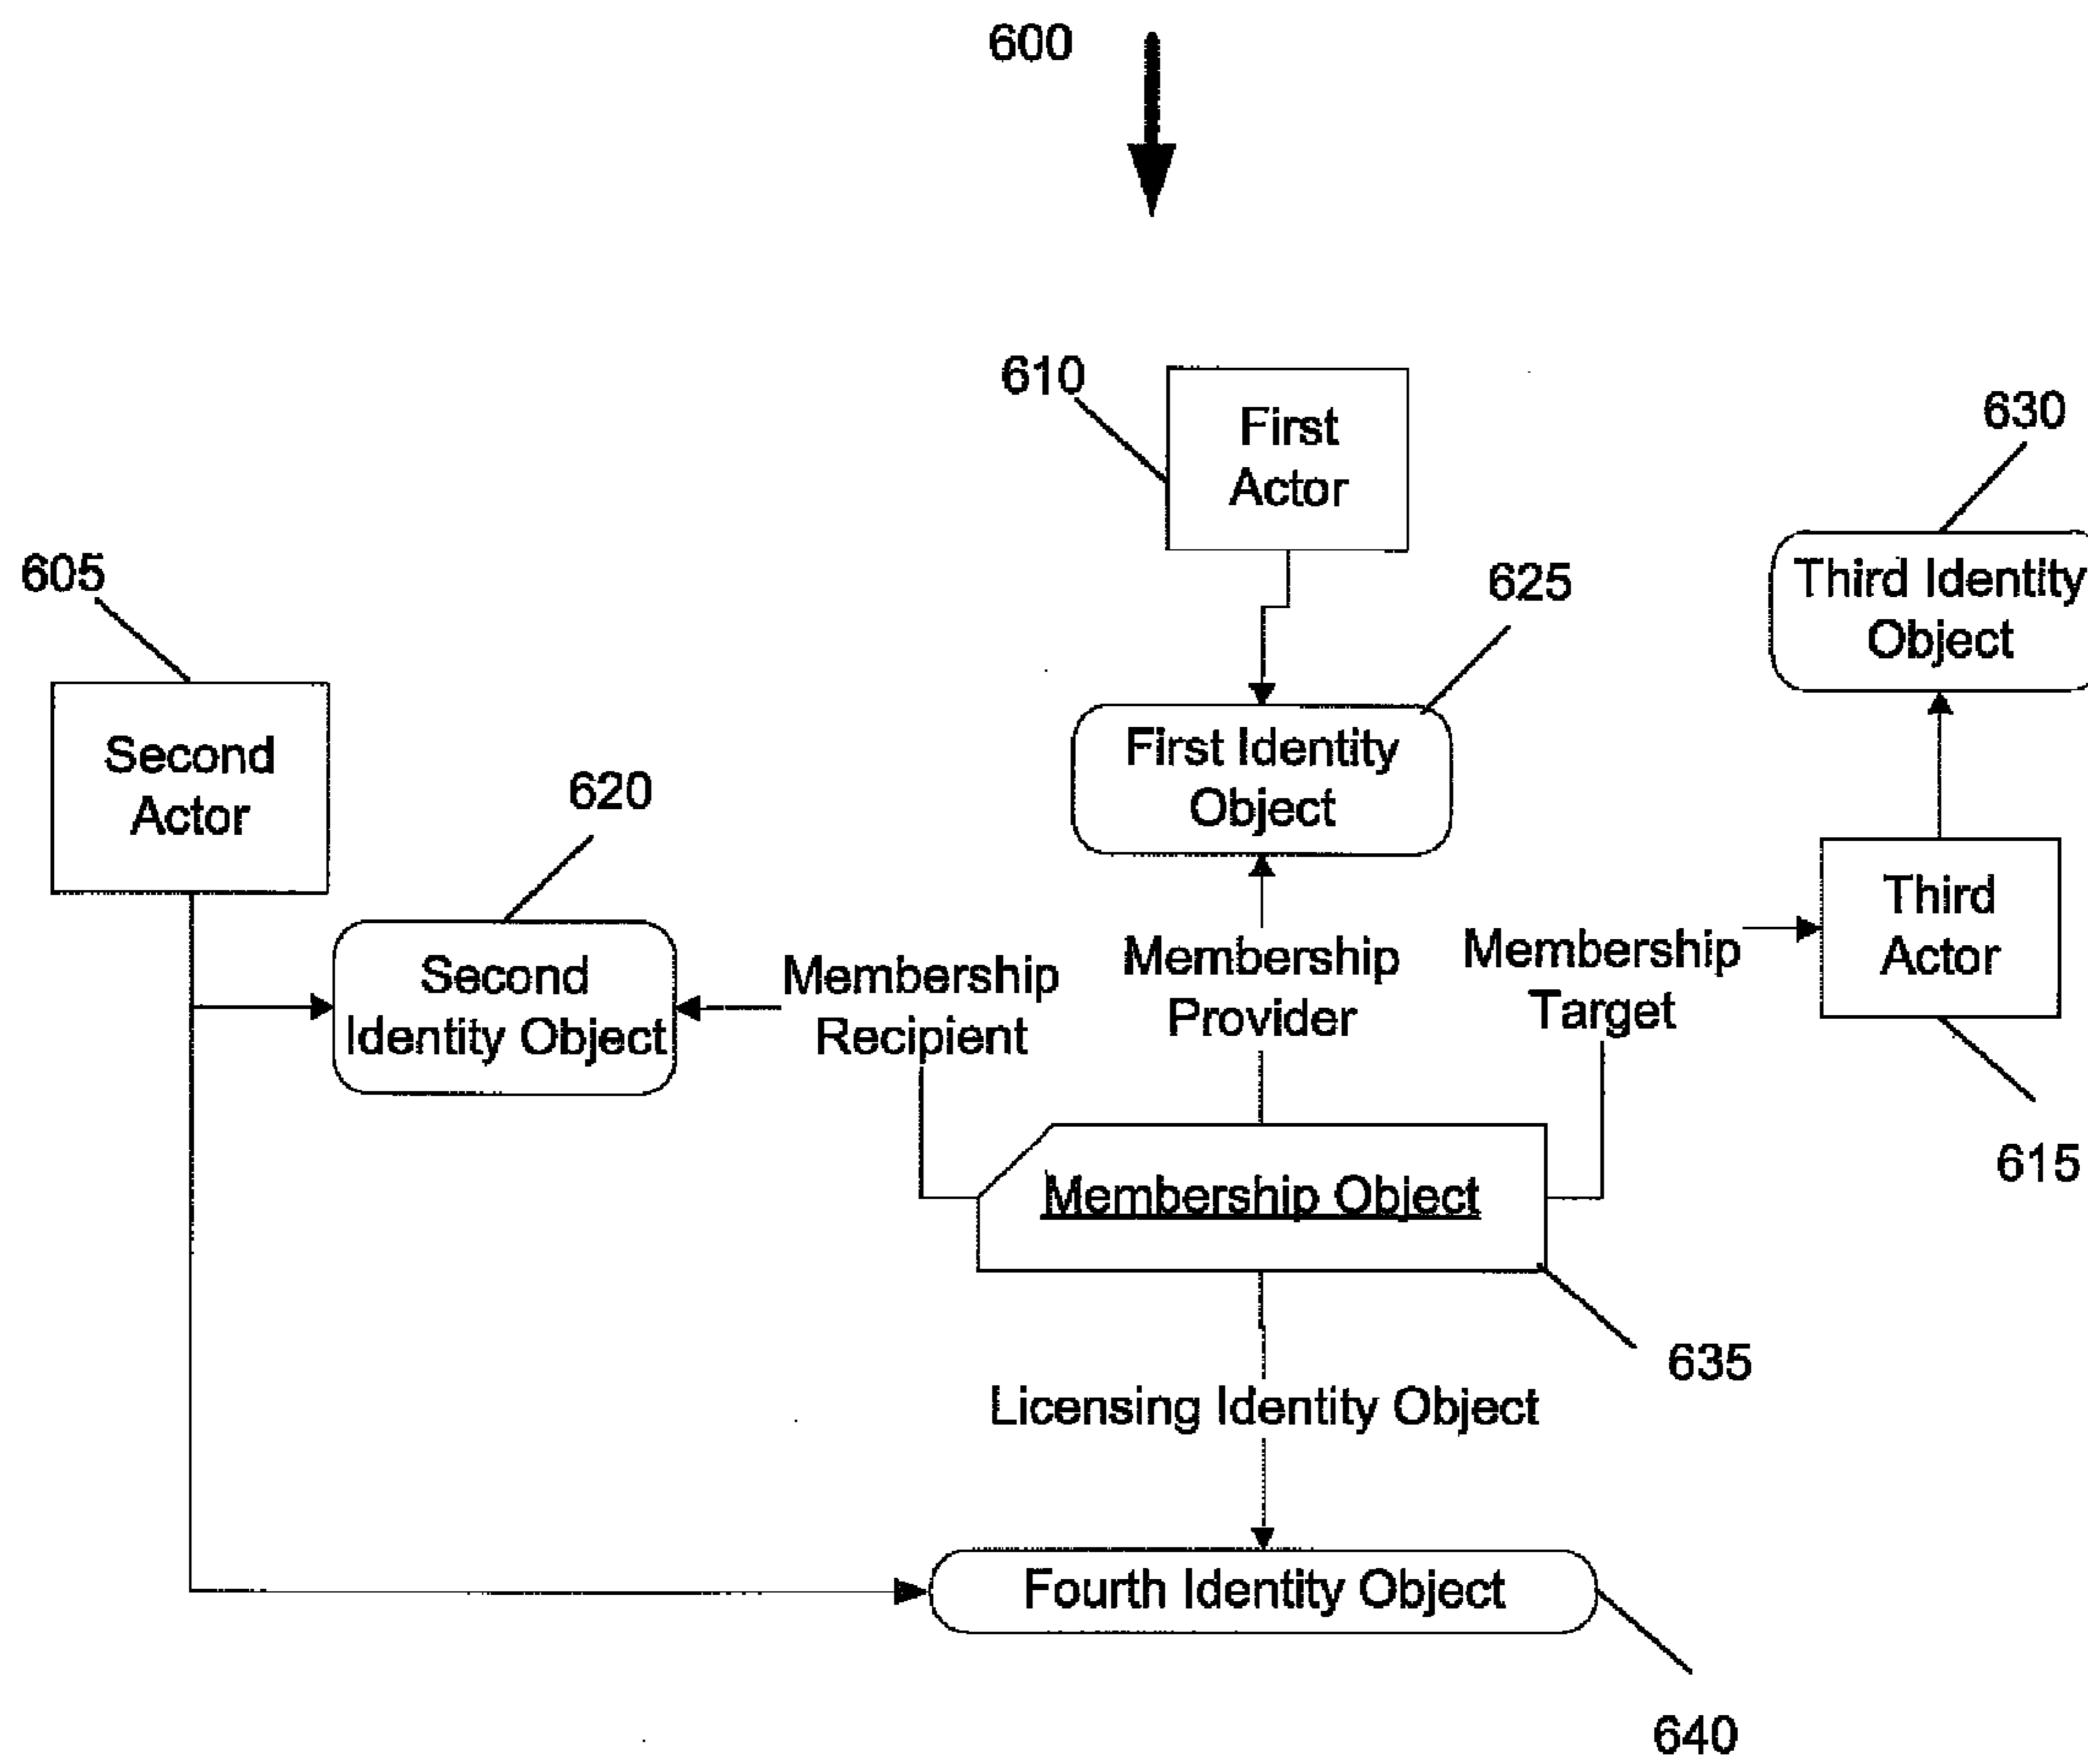 600
610
First
Actor
630
Third Identity
Object
605
625
Second
Actor
First Identity
Object
620
Third
Actor
Second
Identity Object
Membership
Recipient
Membership
Provider
Membership
Target
615
Membership Object
635
Licensing Identity Object
Fourth Identity Object
640